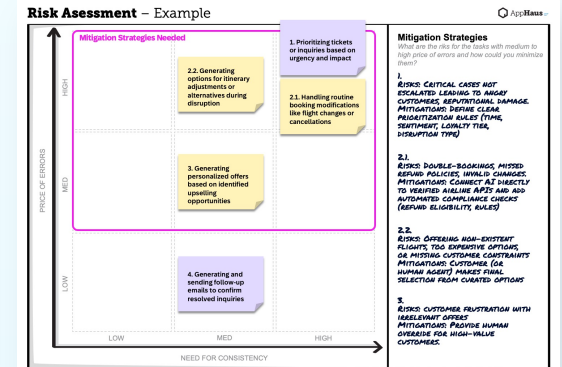 Risk Asessment – Example
AppHaus
Mitigation Strategies Needed
1. Prioritizing tickets
or inquiries based on
urgency and impact
2.2. Generating
options for itinerary
adjustments or
alternatives during
disruption
2.1. Handling routine
booking modifications
like flight changes or
cancellations
3. Generating
personalized offers
based on identified
upselling
opportunities
4. Generating and
sending follow-up
emails to confirm
resolved inquiries
PRICE OF ERRORS
HIGH
MED
LOW
LOW
MED
HIGH
NEED FOR CONSISTENCY
Mitigation Strategies
What are the riks for the tasks with medium to
high price of errors and how could you minimize
them?
1.
Risks: Critical cases not
escalated leading to angry
customers, reputational damage.
Mitigations: Define clear
prioritization rules (time,
sentiment, loyalty tier,
disruption type)
2.1.
Risks: Double-bookings, missed
refund policies, invalid changes.
Mitigations: Connect AI directly
to verified airline APIs and add
automated compliance checks
(refund eligibility, rules)
2.2.
Risks: Offering non-existent
flights, too expensive options,
or missing customer constraints
Mitigations: Customer (or
human agent) makes final
selection from curated options
3.
Risks: customer frustration with
irrelevant offers
Mitigations: Provide human
override for high-value
customers.